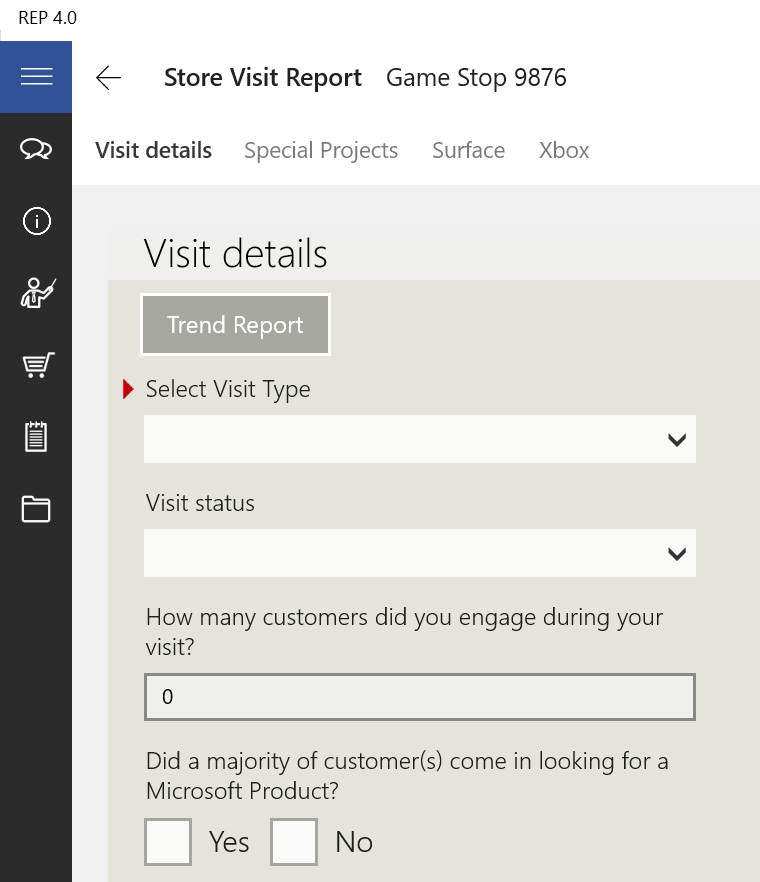 REP 4.0
Store Visit Report Game Stop 9876
Visit details Special Projects Surface Xbox
Visit details
Trend Report
Select Visit Type
Visit status
How many customers did you engage during your
visit?
0
Did a majority of customer(s) come in looking for a
Microsoft Product?
Yes No